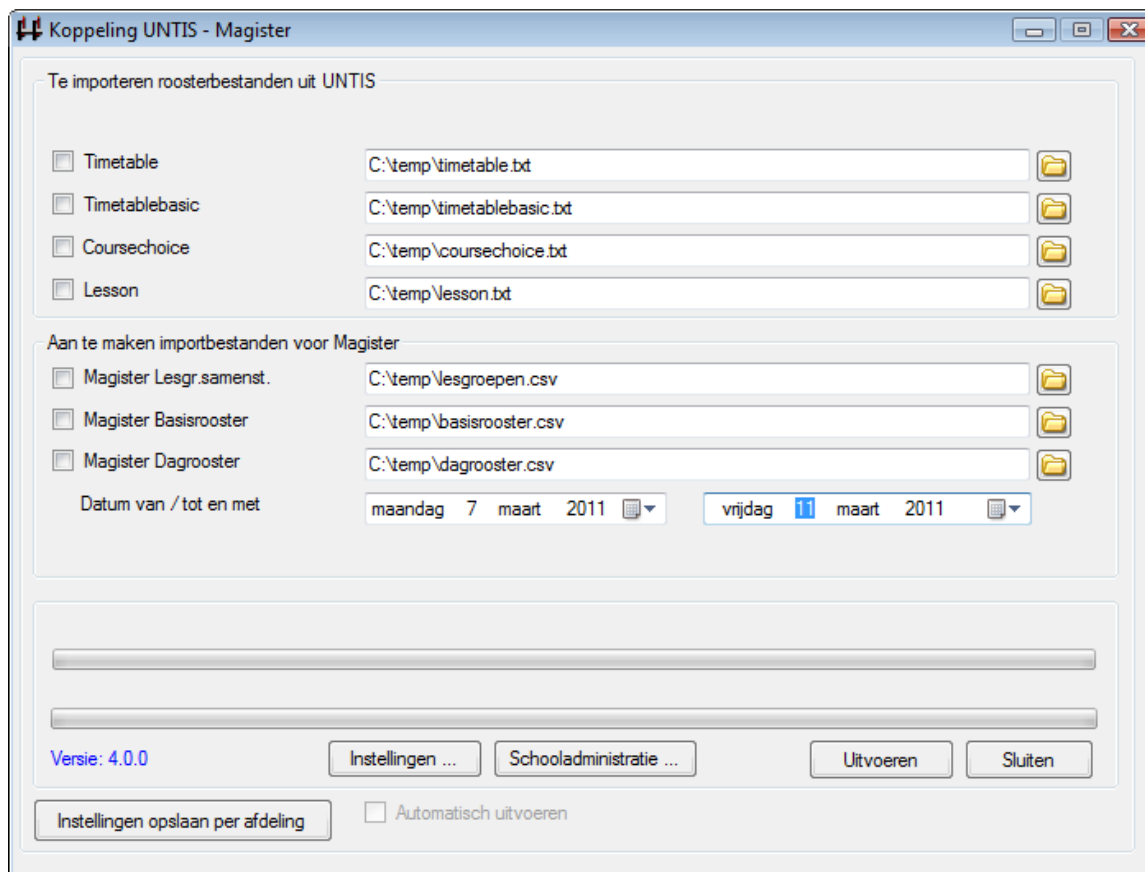 Koppeling UNTIS - Magister
Te importeren roosterbestanden uit UNTIS
Timetable C:\temp\timetable.txt
Timetablebasic C:\temp\timetablebasic.txt
Coursechoice C:\temp\coursechoice.txt
Lesson C:\temp\lesson.txt
Aan te maken importbestanden voor Magister
Magister Lesgr.samenst. C:\temp\lesgroepen.csv
Magister Basisrooster C:\temp\basisrooster.csv
Magister Dagrooster C:\temp\dagrooster.csv
Datum van / tot en met maandag 7 maart 2011 vrijdag 11 maart 2011
Versie: 4.0.0 Instellingen ... Schooladministratie ... Uitvoeren Sluiten
Instellingen opslaan per afdeling Automatisch uitvoeren